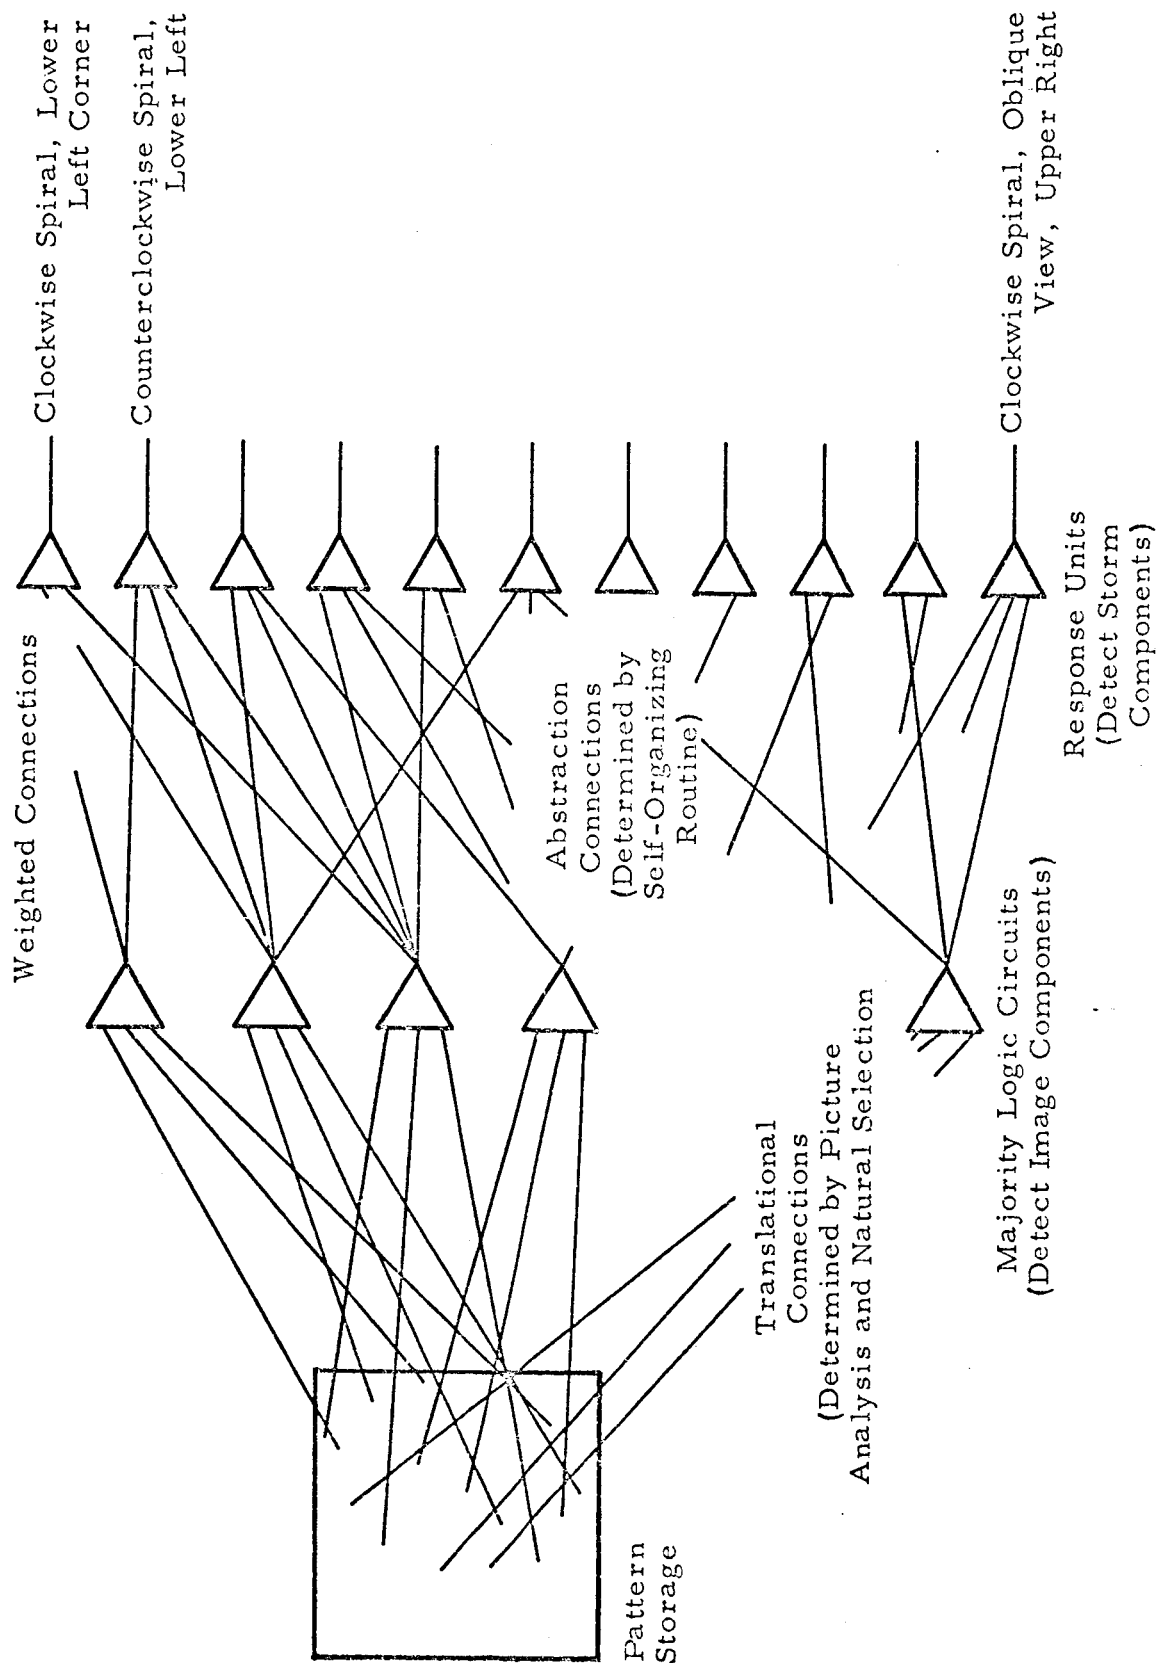 Clockwise Spiral, Lower
Left Corner
Counterclockwise Spiral,
Lower Left
Weighted Connections
Abstraction
Connections
(Determined by
Self-Organizing
Routine)
Clockwise Spiral, Oblique
View, Upper Right
Response Units
(Detect Storm
Components)
Majority Logic Circuits
(Detect Image Components)
Translational
Connections
(Determined by Picture
Analysis and Natural Selection
Pattern
Storage